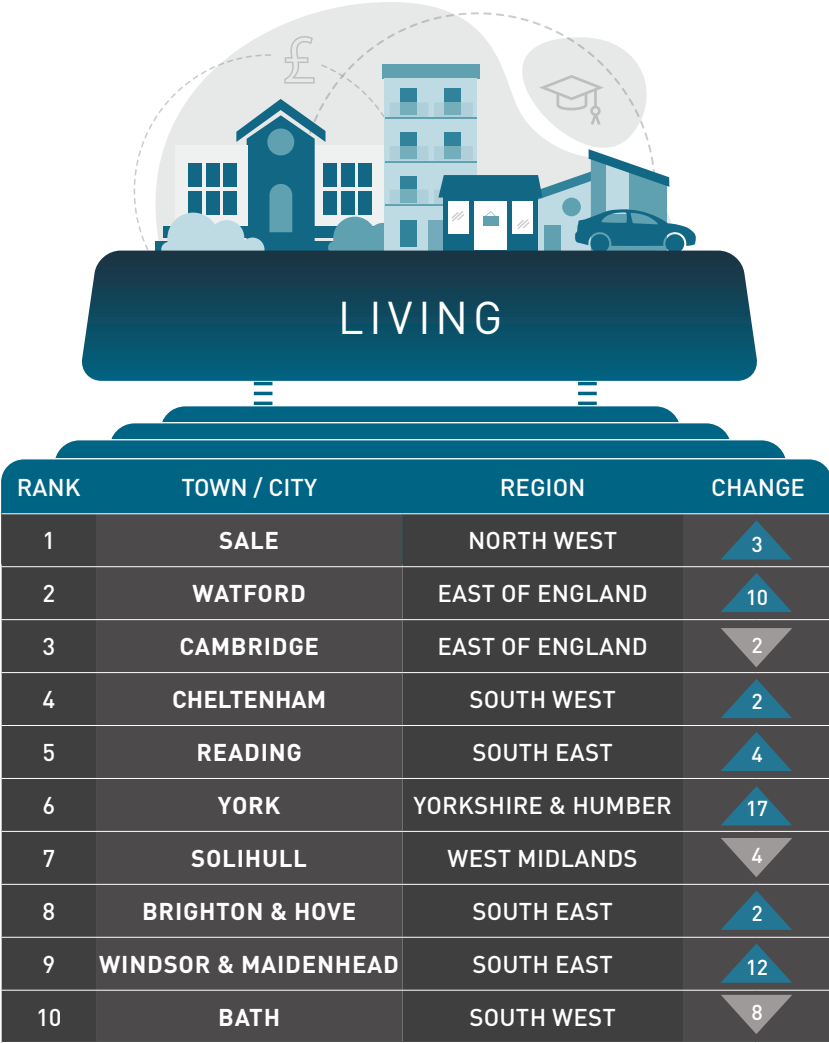 £
LIVING
RANK TOWN / CITY REGION CHANGE
1 SALE NORTH WEST 3
2 WATFORD EAST OF ENGLAND 10
3 CAMBRIDGE EAST OF ENGLAND 2
4 CHELTENHAM SOUTH WEST 2
5 READING SOUTH EAST 4
6 YORK YORKSHIRE & HUMBER 17
7 SOLIHULL WEST MIDLANDS 4
8 BRIGHTON & HOVE SOUTH EAST 2
9 WINDSOR & MAIDENHEAD SOUTH EAST 12
10 BATH SOUTH WEST 8